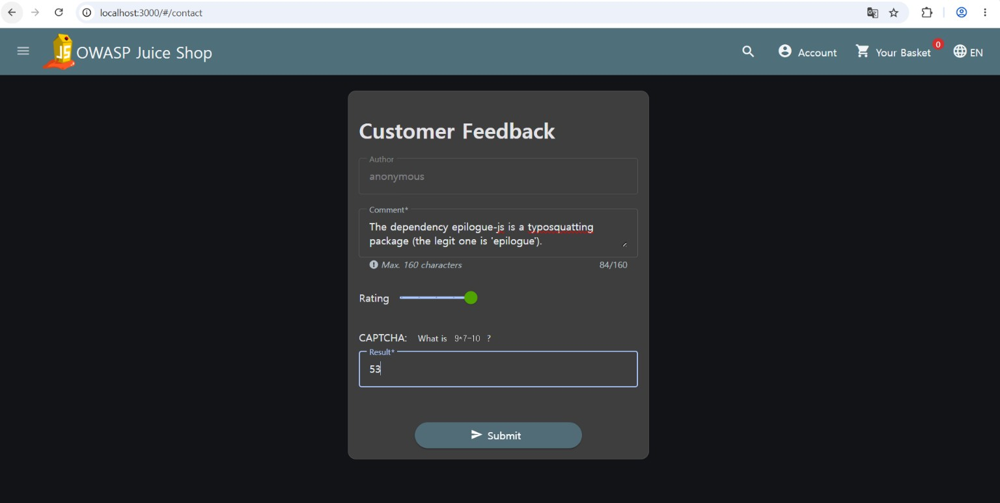 localhost:3000/#/contact
JS
OWASP Juice Shop
Account
Your Basket
0
EN
Customer Feedback
Author
anonymous
Comment*
The dependency epilogue-js is a typosquatting
package (the legit one is 'epilogue').
Max. 160 characters
84/160
Rating
CAPTCHA: What is 9*7-10 ?
Result*
53
Submit